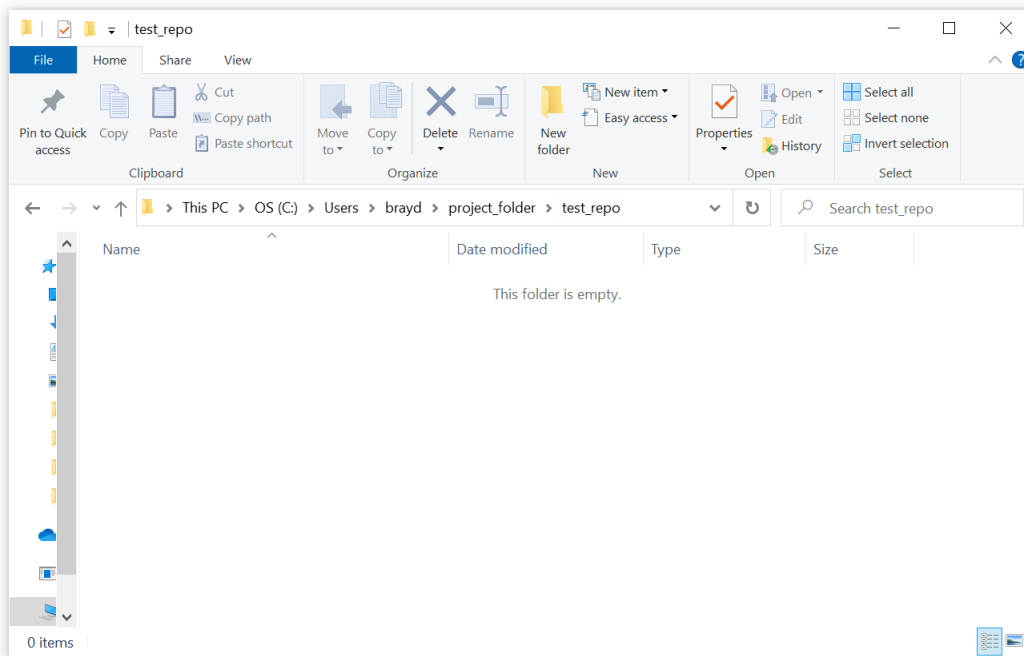 test_repo
File Home Share View
Pin to Quick access
Copy
Paste
Cut
Copy path
Paste shortcut
Clipboard
Move to
Copy to
Delete
Rename
Organize
New folder
New item
Easy access
New
Properties
Open
Edit
History
Open
Select all
Select none
Invert selection
Select
This PC > OS (C:) > Users > brayd > project_folder > test_repo
Search test_repo
Name Date modified Type Size
This folder is empty.
0 items